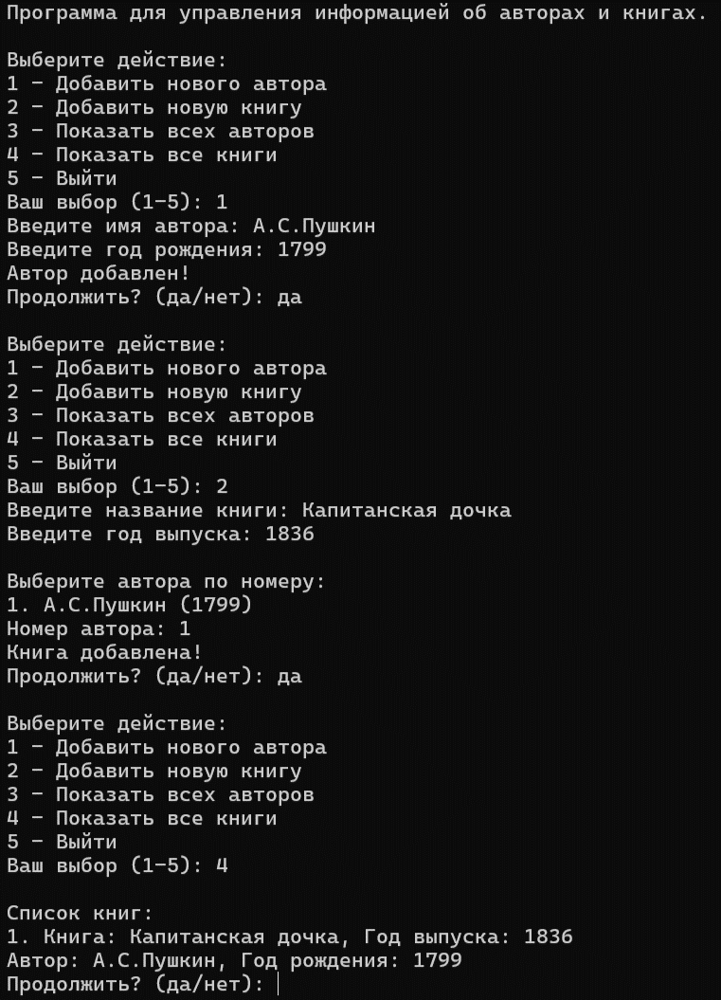 Программа для управления информацией об авторах и книгах.
Выберите действие:
1 - Добавить нового автора
2 - Добавить новую книгу
3 - Показать всех авторов
4 - Показать все книги
5 - Выйти
Ваш выбор (1-5): 1
Введите имя автора: А.С.Пушкин
Введите год рождения: 1799
Автор добавлен!
Продолжить? (да/нет): да
Выберите действие:
1 - Добавить нового автора
2 - Добавить новую книгу
3 - Показать всех авторов
4 - Показать все книги
5 - Выйти
Ваш выбор (1-5): 2
Введите название книги: Капитанская дочка
Введите год выпуска: 1836
Выберите автора по номеру:
1. А.С.Пушкин (1799)
Номер автора: 1
Книга добавлена!
Продолжить? (да/нет): да
Выберите действие:
1 - Добавить нового автора
2 - Добавить новую книгу
3 - Показать всех авторов
4 - Показать все книги
5 - Выйти
Ваш выбор (1-5): 4
Список книг:
1. Книга: Капитанская дочка, Год выпуска: 1836
Автор: А.С.Пушкин, Год рождения: 1799
Продолжить? (да/нет):